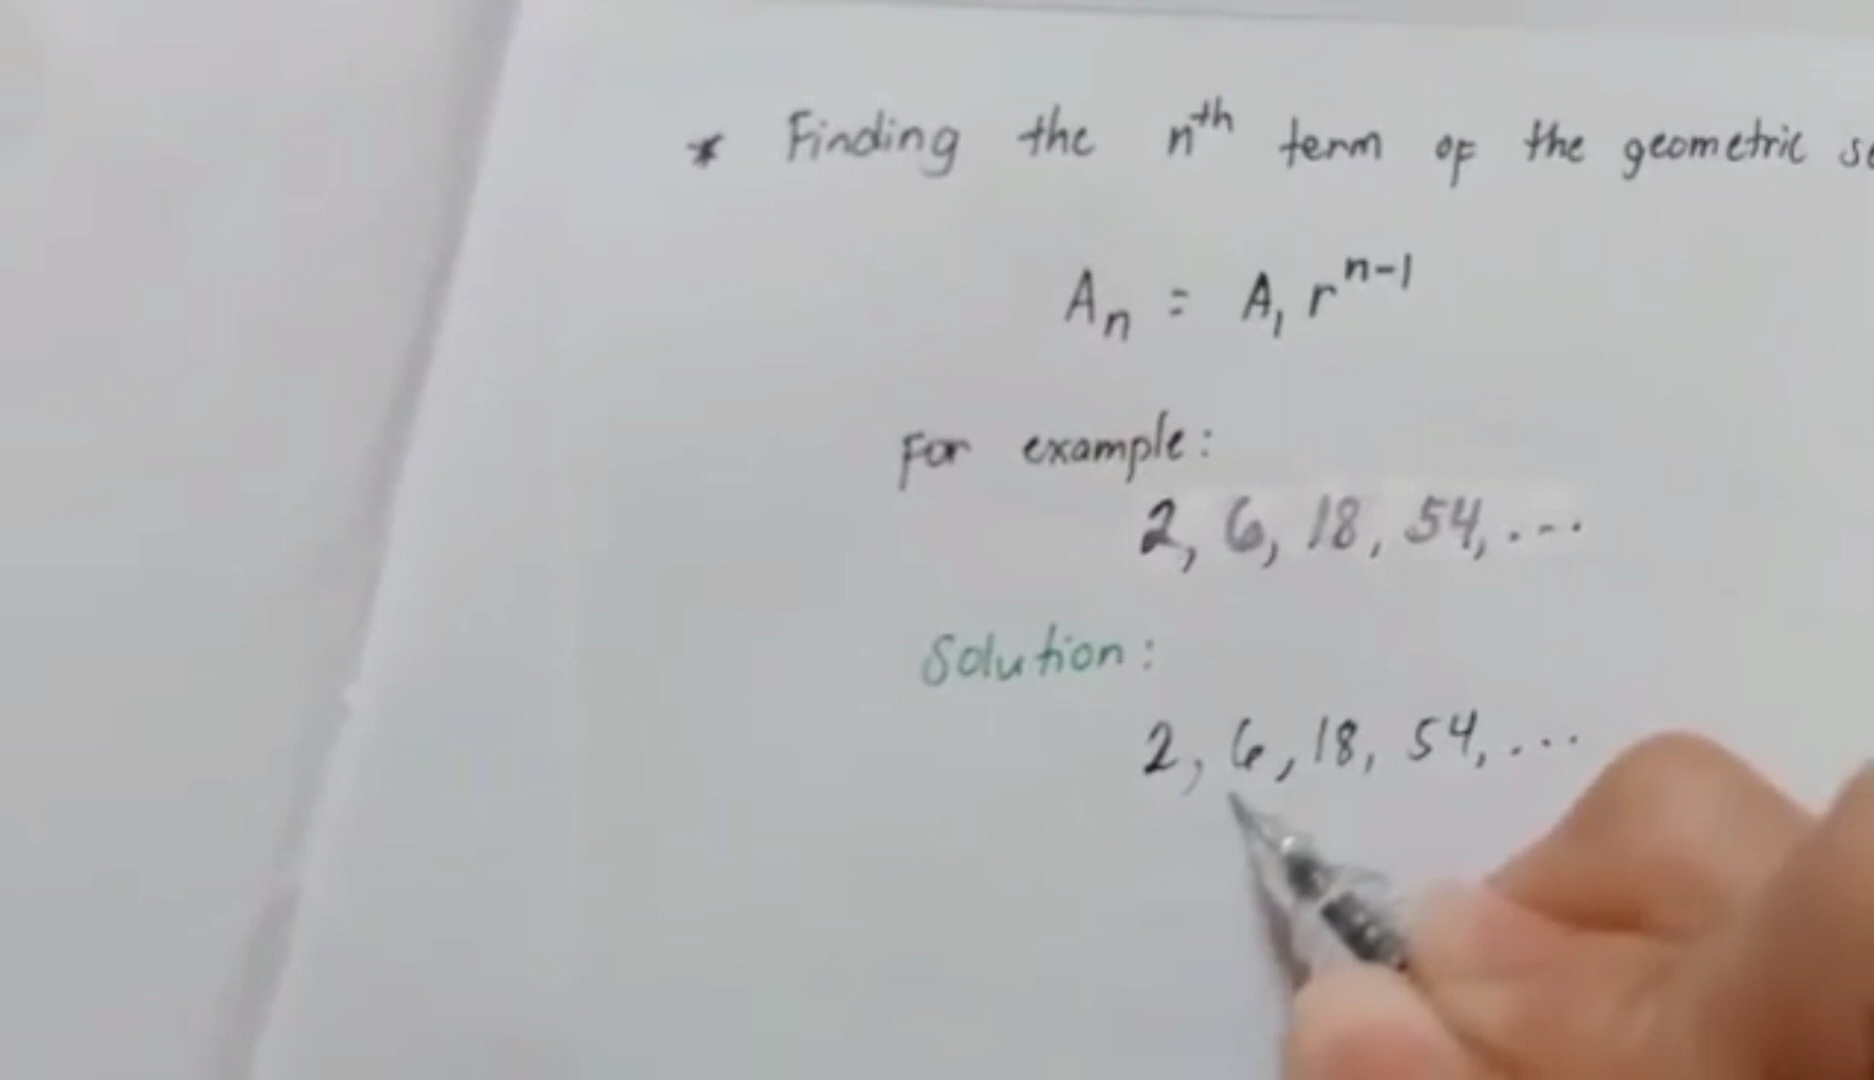 * Finding the nth term of the geometric
An = A1 r^n-1
For example:
2, 6, 18, 54, ...
Solution:
2, 6, 18, 54, ...